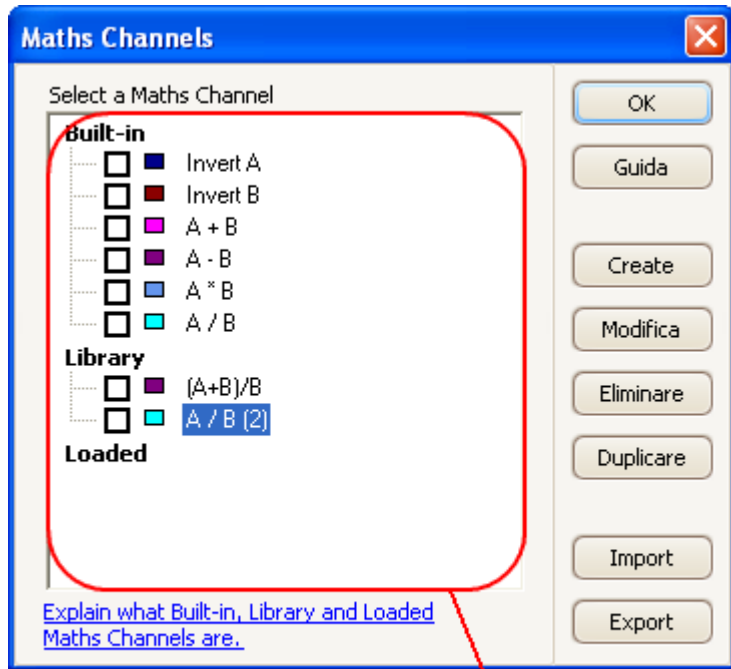 Maths Channels
Select a Maths Channel
Built-in
Invert A
Invert B
A + B
A - B
A * B
A / B
Library
(A+B)/B
A / B (2)
Loaded
Explain what Built-in, Library and Loaded
Maths Channels are.
OK
Guida
Create
Modifica
Eliminare
Duplicare
Import
Export